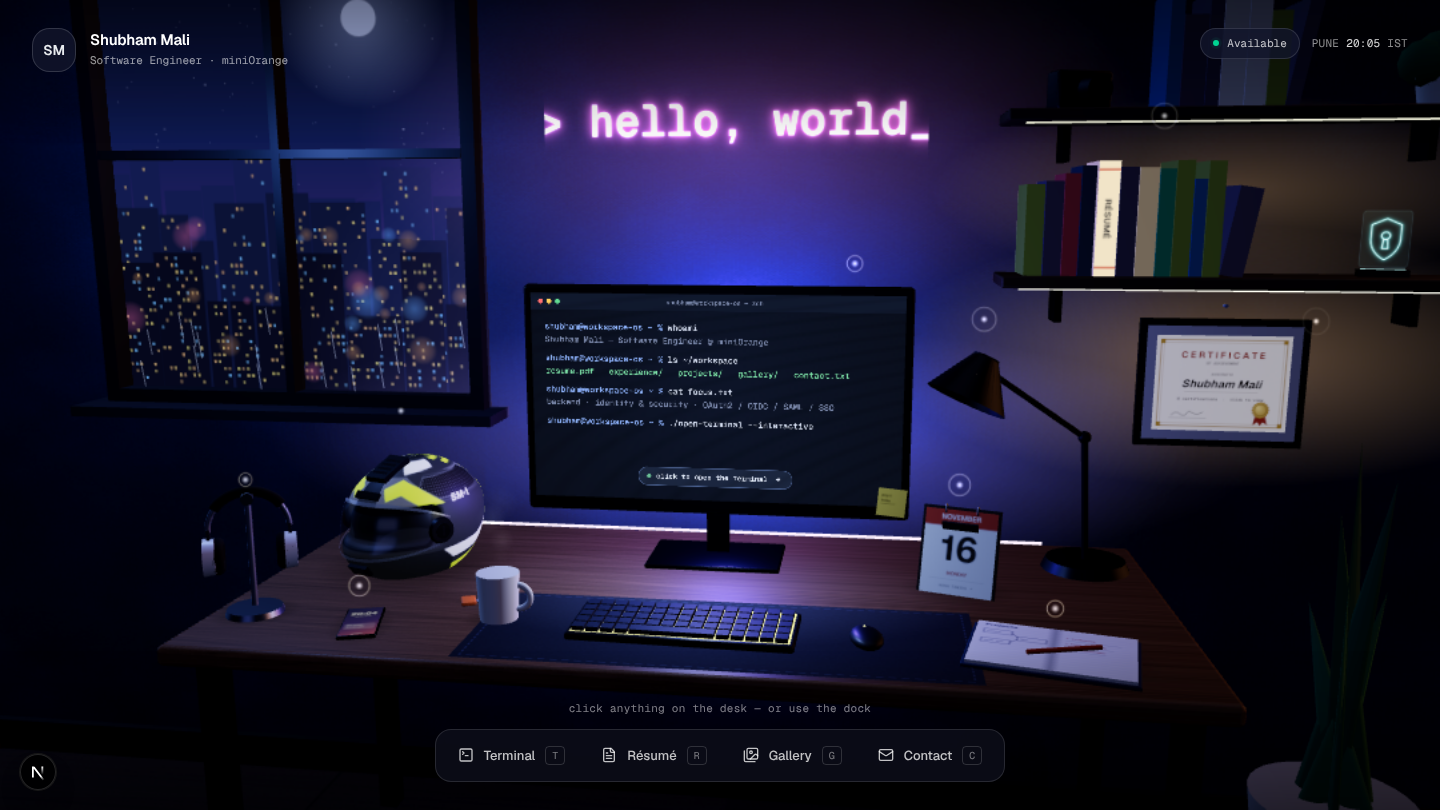 SM
Shubham Mali
Software Engineer · miniOrange
Available
PUNE 20:05 IST
> hello, world_
RÉSUMÉ
shubham@workspace-os ~ % whoami
Shubham Mali — Software Engineer @ miniOrange
shubham@workspace-os ~ % ls ~/workspace
resume.pdf experience/ projects/ gallery/ contact.txt
shubham@workspace-os ~ % cat focus.txt
backend · identity & security · OAuth2 / OIDC / SAML / SSO
shubham@workspace-os ~ % ./open-terminal --interactive
click to open the Terminal →
CERTIFICATE
Shubham Mali
SM-1
NOVEMBER
16
MONDAY
click anything on the desk — or use the dock
Terminal T
Résumé R
Gallery G
Contact C
N